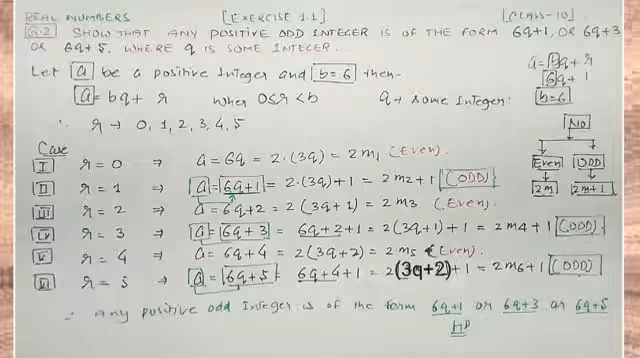 REAL NUMBERS [EXERCISE 1.1] [CLASS-10]
Q.2 SHOW THAT ANY POSITIVE ODD INTEGER IS OF THE FORM 6q+1, OR 6q+3
OR 6q+5, WHERE q IS SOME INTEGER.
Let a be a positive Integer and b=6 then-
a = bq + r when 0≤r<b q → some Integer.
a = bq + r
6q + 1
b=6
∴ r → 0, 1, 2, 3, 4, 5
NO
Even ODD
2m 2m+1
Case
I r = 0 ⇒ a = 6q = 2·(3q) = 2m1 (Even).
II r = 1 ⇒ a = 6q+1 = 2·(3q)+1 = 2m2+1 (ODD)
III r = 2 ⇒ a = 6q+2 = 2(3q+1) = 2m3 (Even).
IV r = 3 ⇒ a = 6q+3 = 6q+2+1 = 2(3q+1)+1 = 2m4+1 (ODD)
V r = 4 ⇒ a = 6q+4 = 2(3q+2) = 2m5 (Even).
VI r = 5 ⇒ a = 6q+5 = 6q+4+1 = 2(3q+2)+1 = 2m6+1 (ODD)
∴ Any positive odd Integer is of the form 6q+1 or 6q+3 or 6q+5